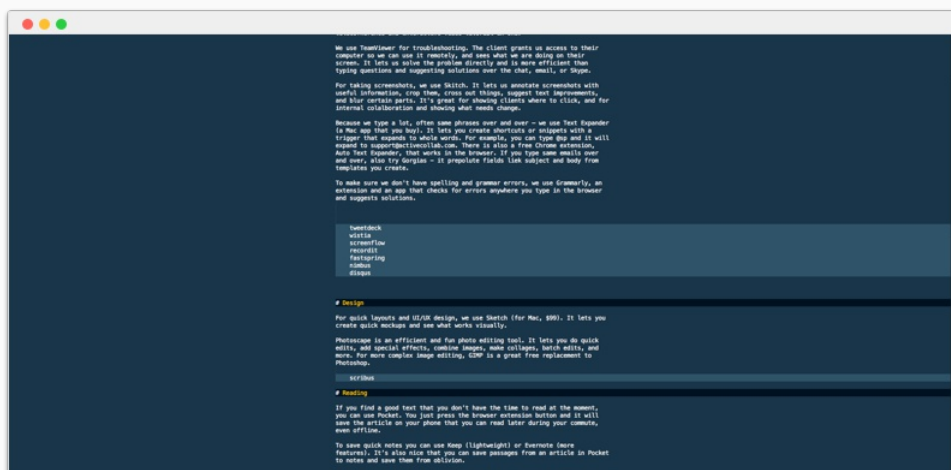 We use TeamViewer for troubleshooting. The client grants us access to their
computer so we can use it remotely, and sees what we are doing on their
screen. It lets us solve the problem directly and is more efficient than
typing questions and suggesting solutions over the chat, email, or Skype.
For taking screenshots, we use Skitch. It lets us annotate screenshots with
useful information, crop them, cross out things, suggest text improvements,
and blur certain parts. It's great for showing clients where to click, and for
internal colalboration and showing what needs change.
Because we type a lot, often same phrases over and over – we use Text Expander
(a Mac app that you buy). It lets you create shortcuts or snippets with a
trigger that expands to whole words. For example, you can type @sp and it will
expand to support@activecollab.com. There is also a free Chrome extension,
Auto Text Expander, that works in the browser. If you type same emails over
and over, also try Gorgias – it prepolute fields liek subject and body from
templates you create.
To make sure we don't have spelling and grammar errors, we use Grammarly, an
extension and an app that checks for errors anywhere you type in the browser
and suggests solutions.
tweetdeck
wistia
screenflow
recordit
fastspring
nimbus
disqus
# Design
For quick layouts and UI/UX design, we use Sketch (for Mac, $99). It lets you
create quick mockups and see what works visually.
Photoscape is an efficient and fun photo editing tool. It lets you do quick
edits, add special effects, combine images, make collages, batch edits, and
more. For more complex image editing, GIMP is a great free replacement to
Photoshop.
scribus
# Reading
If you find a good text that you don't have the time to read at the moment,
you can use Pocket. You just press the browser extension button and it will
save the article on your phone that you can read later during your commute,
even offline.
To save quick notes you can use Keep (lightweight) or Evernote (more
features). It's also nice that you can save passages from an article in Pocket
to notes and save them from oblivion.